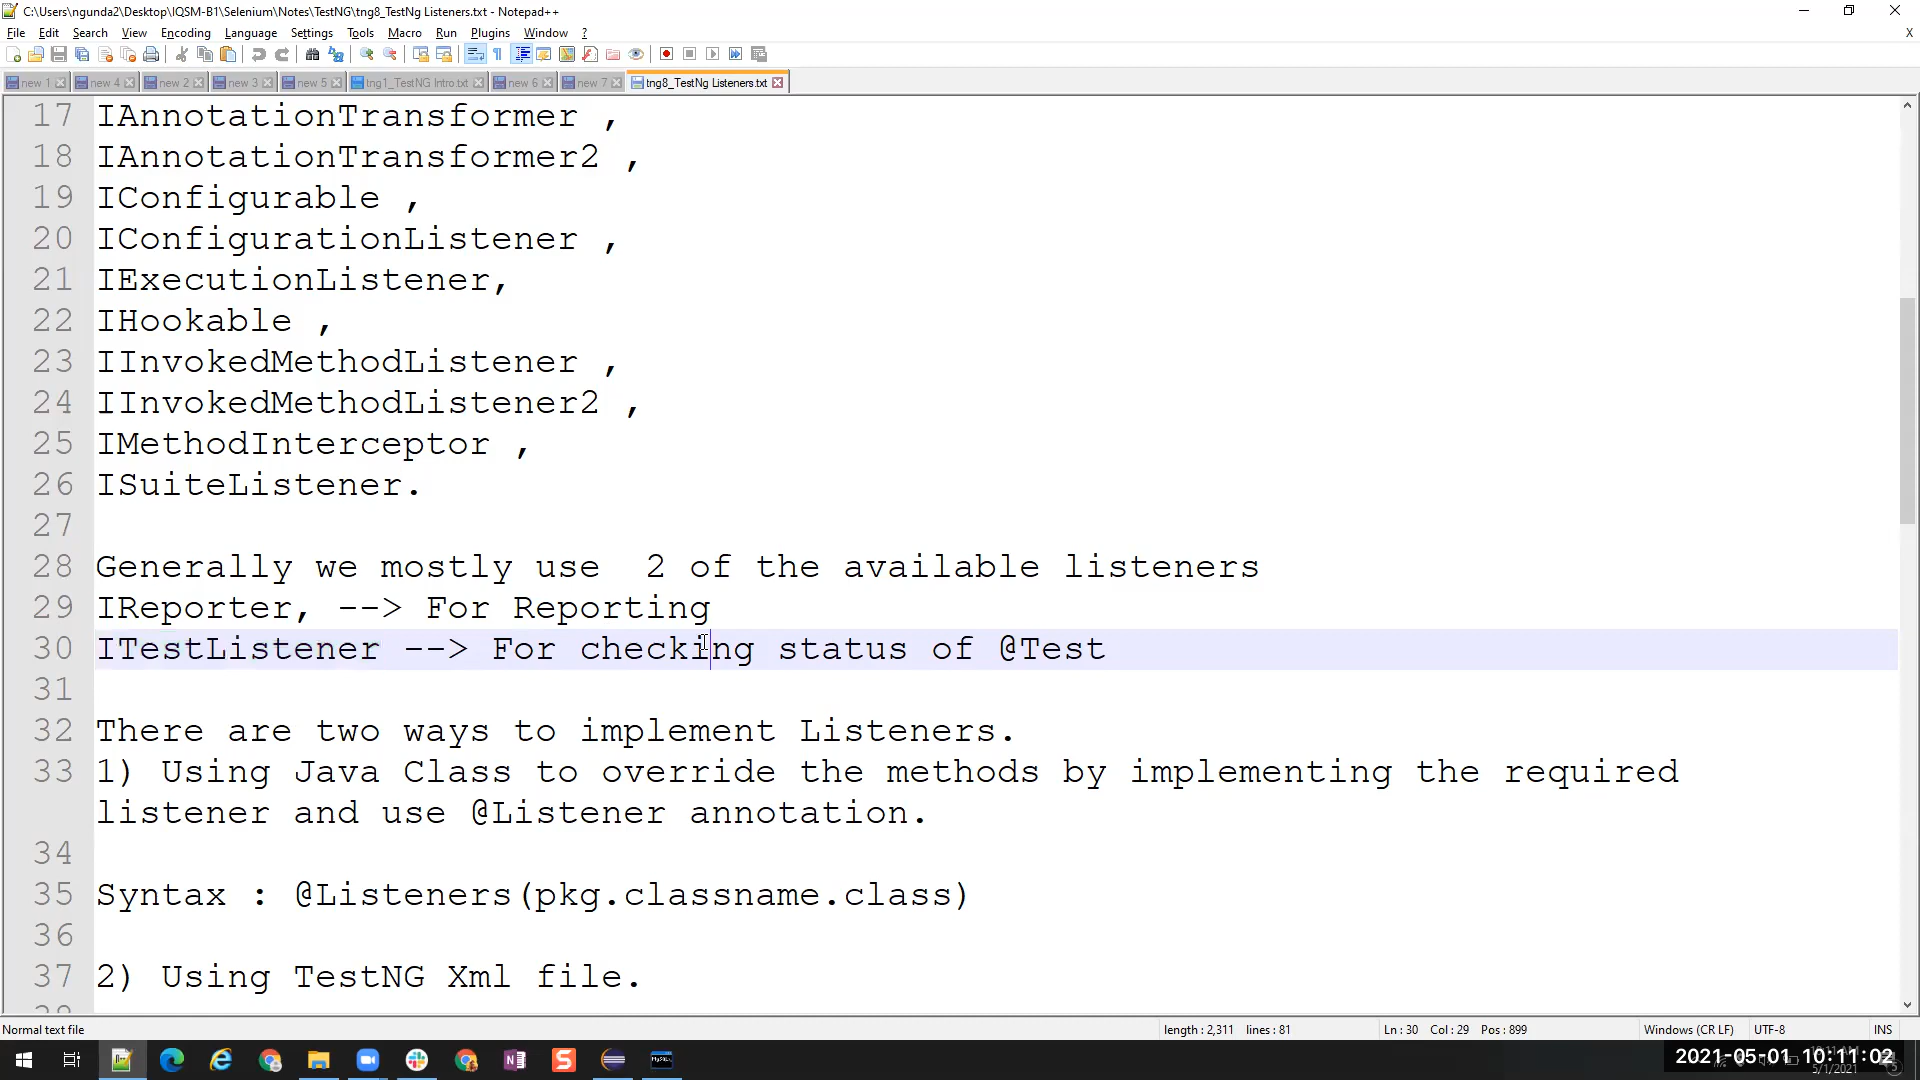 C:\Users\ngunda2\Desktop\IQSM-B1\Selenium\Notes\TestNG\tng8_TestNg Listeners.txt - Notepad++
File Edit Search View Encoding Language Settings Tools Macro Run Plugins Window ? X
new 1 new 4 new 2 new 3 new 5 tng1_TestNG Intro.txt new 6 new 7 tng8_TestNg Listeners.txt
17 IAnnotationTransformer ,
18 IAnnotationTransformer2 ,
19 IConfigurable ,
20 IConfigurationListener ,
21 IExecutionListener,
22 IHookable ,
23 IInvokedMethodListener ,
24 IInvokedMethodListener2 ,
25 IMethodInterceptor ,
26 ISuiteListener.
27
28 Generally we mostly use  2 of the available listeners
29 IReporter, --> For Reporting
30 ITestListener --> For checking status of @Test
31
32 There are two ways to implement Listeners.
33 1) Using Java Class to override the methods by implementing the required
listener and use @Listener annotation.
34
35 Syntax : @Listeners(pkg.classname.class)
36
37 2) Using TestNG Xml file.
Normal text file length : 2,311 lines : 81 Ln : 30 Col : 29 Pos : 899 Windows (CR LF) UTF-8 INS
2021-05-01 10:11:02
5/1/2021